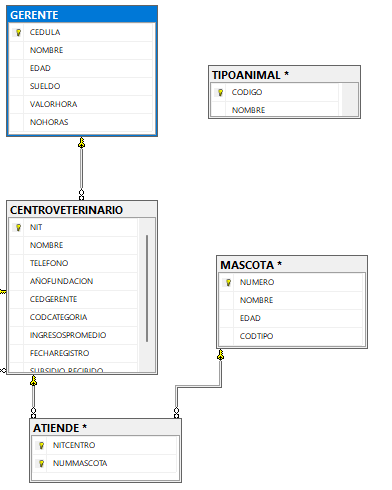 GERENTE
CEDULA
NOMBRE
EDAD
SUELDO
VALORHORA
NOHORAS
TIPOANIMAL *
CODIGO
NOMBRE
CENTROVETERINARIO
NIT
NOMBRE
TELEFONO
AÑOFUNDACION
CEDGERENTE
CODCATEGORIA
INGRESOSPROMEDIO
FECHAREGISTRO
SUBSIDIO_RECIBIDO
MASCOTA *
NUMERO
NOMBRE
EDAD
CODTIPO
ATIENDE *
NITCENTRO
NUMMASCOTA